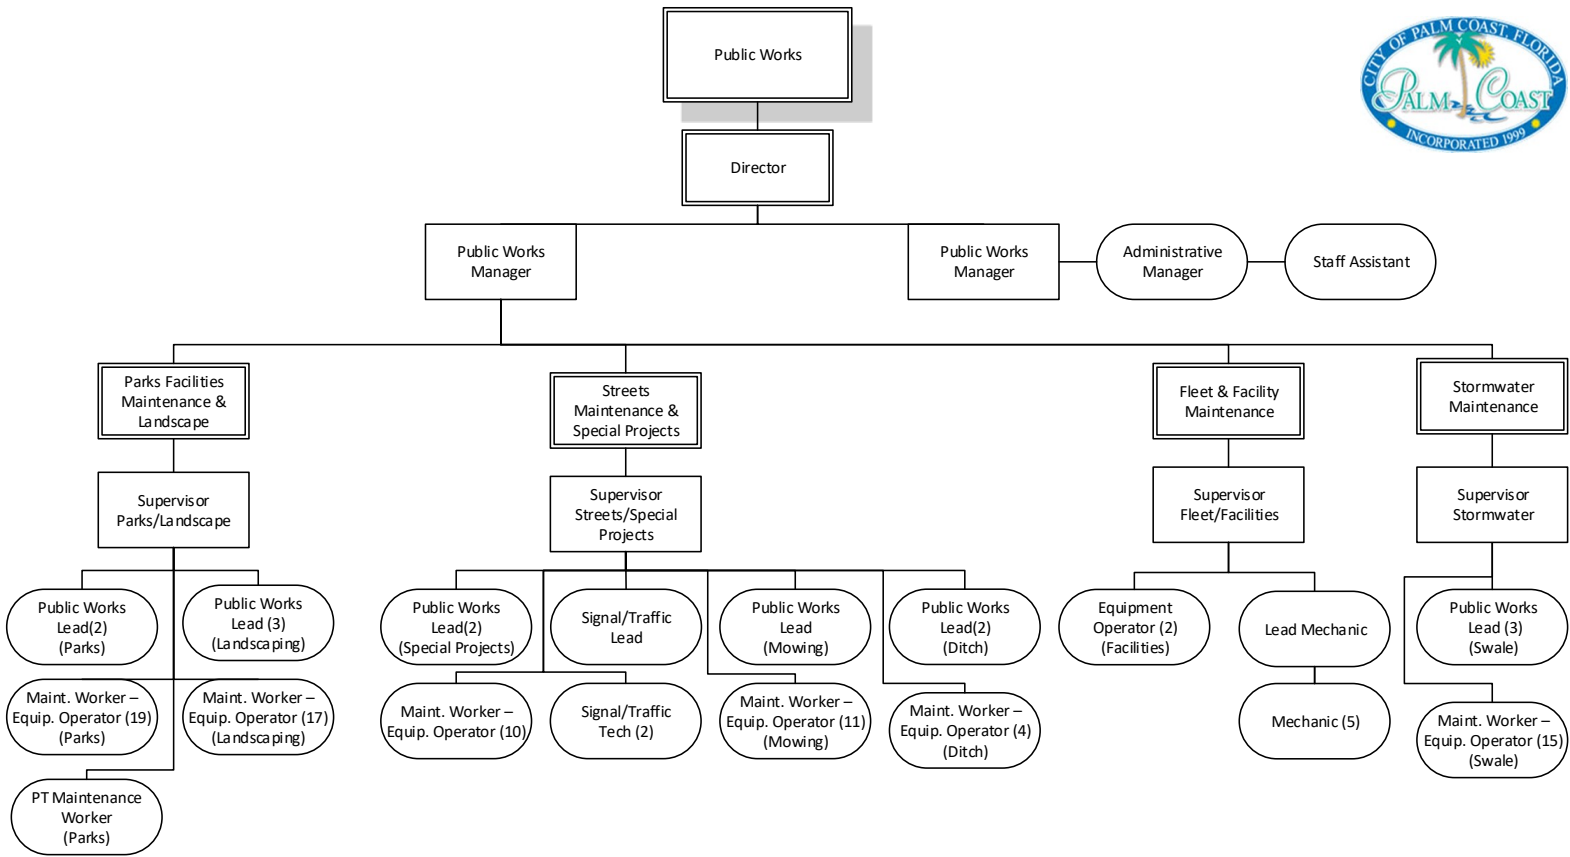 Public Works
CITY OF PALM COAST, FLORIDA
PALM COAST
INCORPORATED 1999
Director
Public Works
Manager
Public Works
Manager
Administrative
Manager
Staff Assistant
Parks Facilities
Maintenance &
Landscape
Streets
Maintenance &
Special Projects
Fleet & Facility
Maintenance
Stormwater
Maintenance
Supervisor
Parks/Landscape
Supervisor
Streets/Special
Projects
Supervisor
Fleet/Facilities
Supervisor
Stormwater
Public Works
Lead(2)
(Parks)
Public Works
Lead (3)
(Landscaping)
Public Works
Lead(2)
(Special Projects)
Signal/Traffic
Lead
Public Works
Lead
(Mowing)
Public Works
Lead(2)
(Ditch)
Equipment
Operator (2)
(Facilities)
Lead Mechanic
Public Works
Lead (3)
(Swale)
Maint. Worker –
Equip. Operator (19)
(Parks)
Maint. Worker –
Equip. Operator (17)
(Landscaping)
Maint. Worker –
Equip. Operator (10)
Signal/Traffic
Tech (2)
Maint. Worker –
Equip. Operator (11)
(Mowing)
Maint. Worker –
Equip. Operator (4)
(Ditch)
Mechanic (5)
Maint. Worker –
Equip. Operator (15)
(Swale)
PT Maintenance
Worker
(Parks)